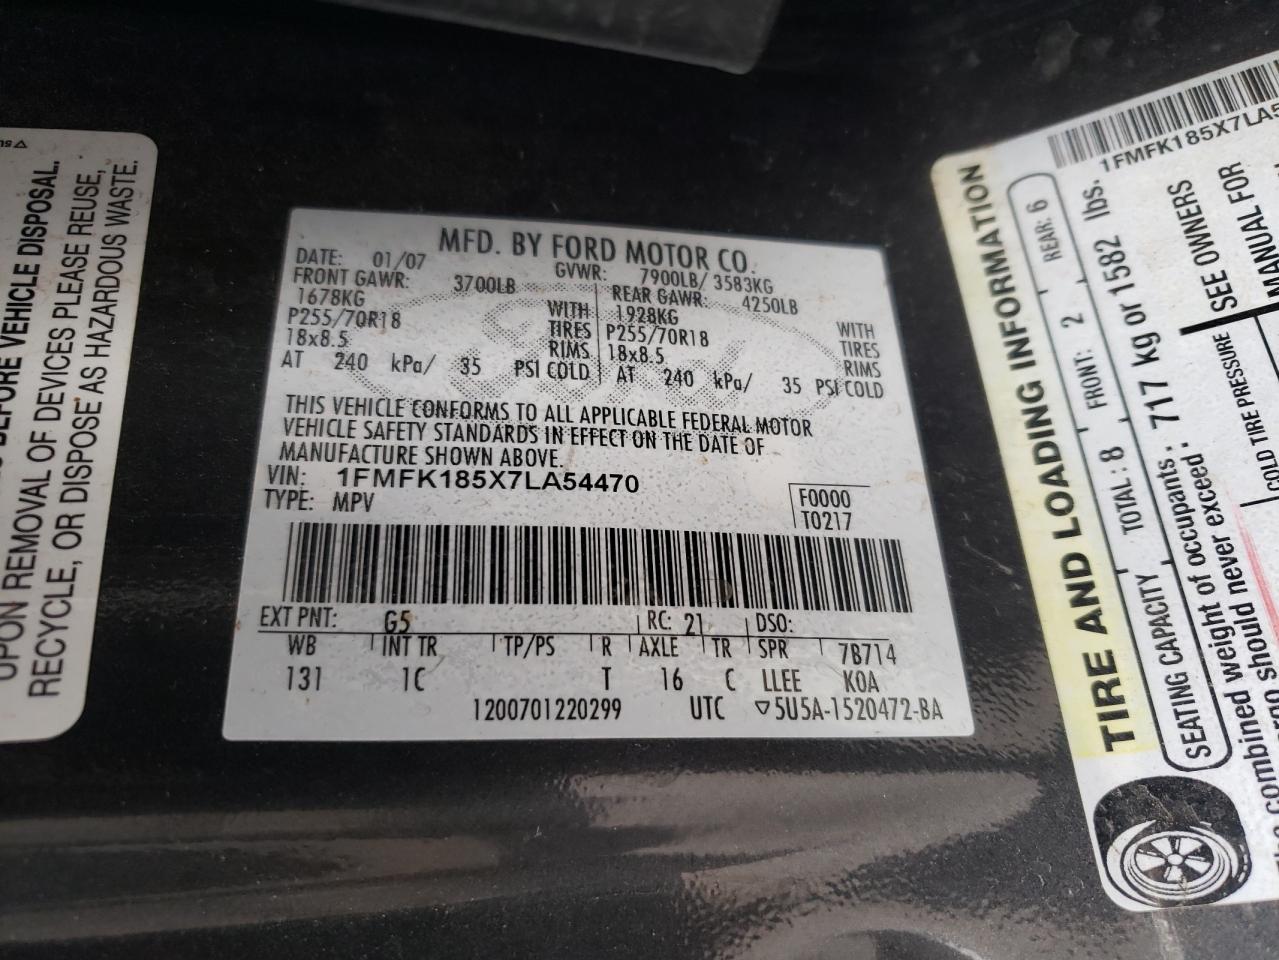 BEFORE VEHICLE DISPOSAL.
UPON REMOVAL OF DEVICES PLEASE REUSE,
RECYCLE, OR DISPOSE AS HAZARDOUS WASTE.
MFD. BY FORD MOTOR CO.
DATE: 01/07 GVWR: 7900LB/ 3583KG
FRONT GAWR: 3700LB REAR GAWR: 4250LB
1678KG WITH 1928KG WITH
P255/70R18 TIRES P255/70R18 TIRES
18x8.5 RIMS 18x8.5 RIMS
AT 240 kPa/ 35 PSI COLD AT 240 kPa/ 35 PSI COLD
THIS VEHICLE CONFORMS TO ALL APPLICABLE FEDERAL MOTOR
VEHICLE SAFETY STANDARDS IN EFFECT ON THE DATE OF
MANUFACTURE SHOWN ABOVE.
VIN: 1FMFK185X7LA54470
TYPE: MPV
F0000
T0217
EXT PNT: G5 RC: 21 DSO:
WB INT TR TP/PS R AXLE TR SPR 7B714
131 1C T 16 C LLEE KOA
1200701220299 UTC ▽5U5A-1520472-BA
1FMFK185X7LA5
TIRE AND LOADING INFORMATION
SEATING CAPACITY TOTAL: 8 FRONT: 2 REAR: 6
weight of occupants : 717 kg or 1582 lbs.
combined should never exceed
COLD TIRE PRESSURE
SEE OWNERS
MANUAL FOR